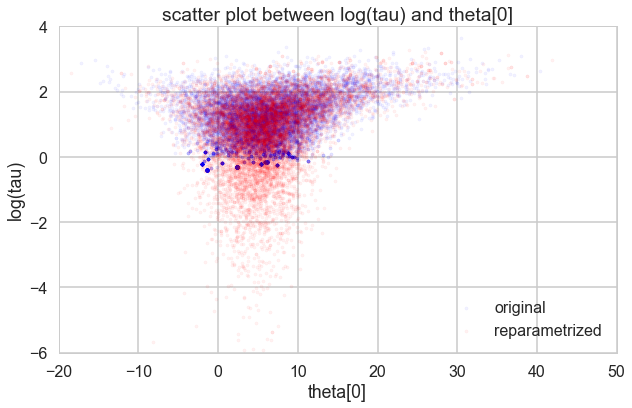 scatter plot between log(tau) and theta[0]
4
2
0
−2
−4
−6
log(tau)
original
reparametrized
−20 −10 0 10 20 30 40 50
theta[0]